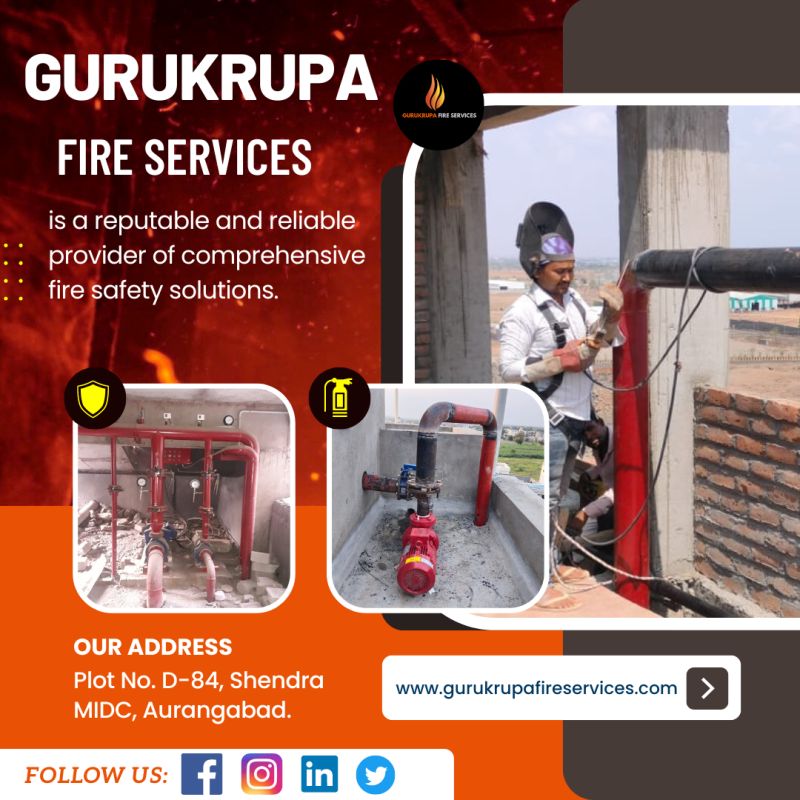 GURUKRUPA
GURUKRUPA FIRE SERVICES
FIRE SERVICES
is a reputable and reliable
provider of comprehensive
fire safety solutions.
OUR ADDRESS
Plot No. D-84, Shendra
MIDC, Aurangabad.
www.gurukrupafireservices.com
FOLLOW US: